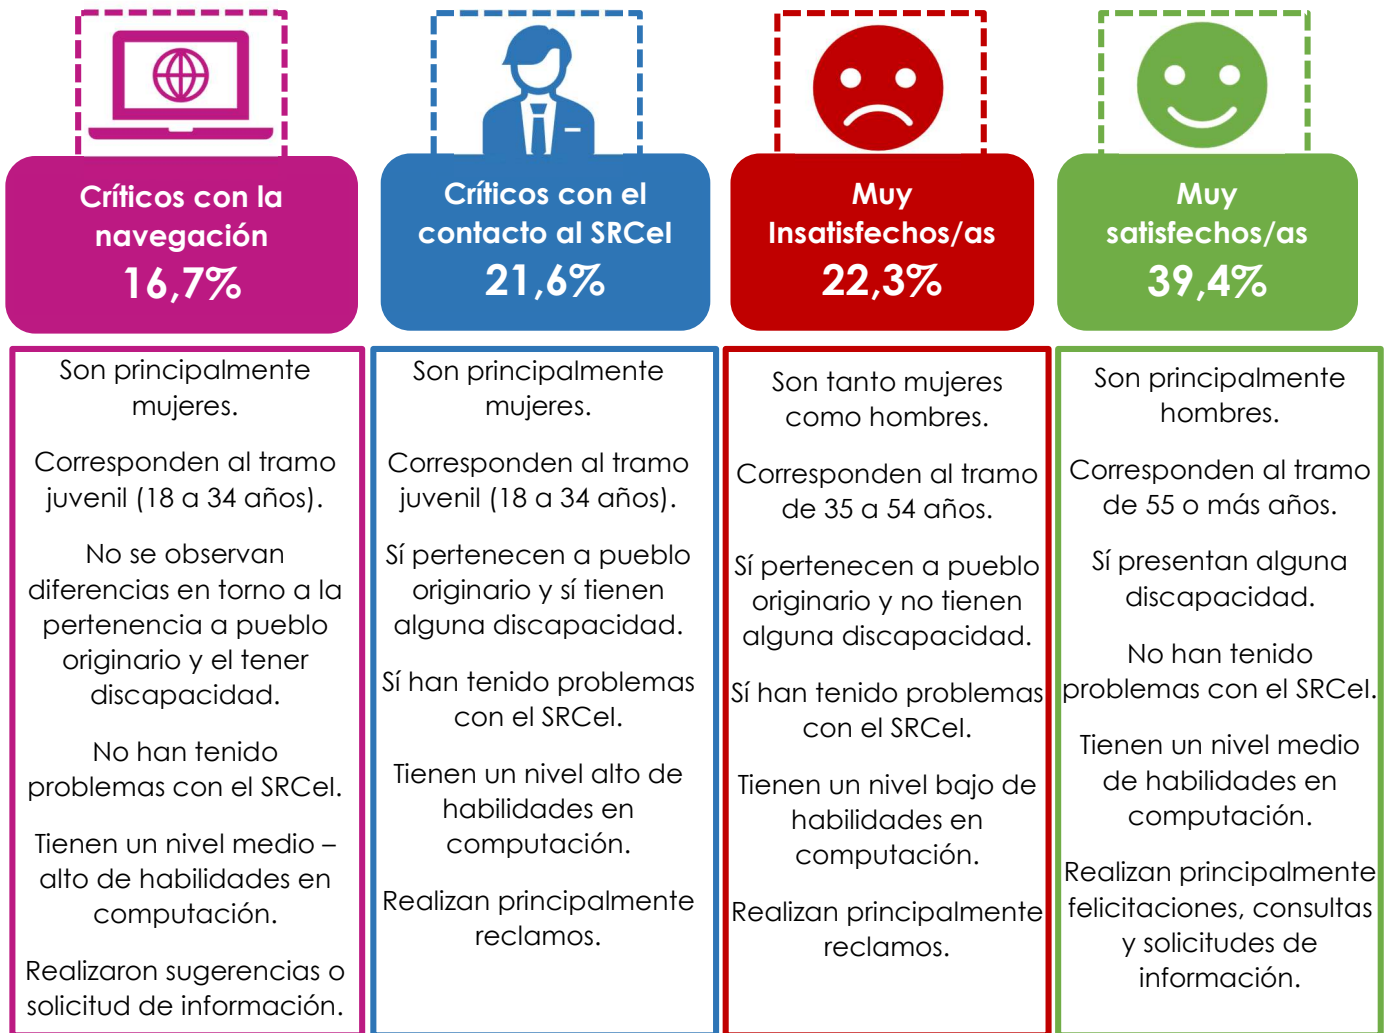 Críticos con la
navegación
16,7%
Son principalmente
mujeres.
Corresponden al tramo
juvenil (18 a 34 años).
No se observan
diferencias en torno a la
pertenencia a pueblo
originario y el tener
discapacidad.
No han tenido
problemas con el SRCel.
Tienen un nivel medio –
alto de habilidades en
computación.
Realizaron sugerencias o
solicitud de información.
Críticos con el
contacto al SRCel
21,6%
Son principalmente
mujeres.
Corresponden al tramo
juvenil (18 a 34 años).
Sí pertenecen a pueblo
originario y sí tienen
alguna discapacidad.
Sí han tenido problemas
con el SRCel.
Tienen un nivel alto de
habilidades en
computación.
Realizan principalmente
reclamos.
Muy
Insatisfechos/as
22,3%
Son tanto mujeres
como hombres.
Corresponden al tramo
de 35 a 54 años.
Sí pertenecen a pueblo
originario y no tienen
alguna discapacidad.
Sí han tenido problemas
con el SRCel.
Tienen un nivel bajo de
habilidades en
computación.
Realizan principalmente
reclamos.
Muy
satisfechos/as
39,4%
Son principalmente
hombres.
Corresponden al tramo
de 55 o más años.
Sí presentan alguna
discapacidad.
No han tenido
problemas con el SRCel.
Tienen un nivel medio
de habilidades en
computación.
Realizan principalmente
felicitaciones, consultas
y solicitudes de
información.